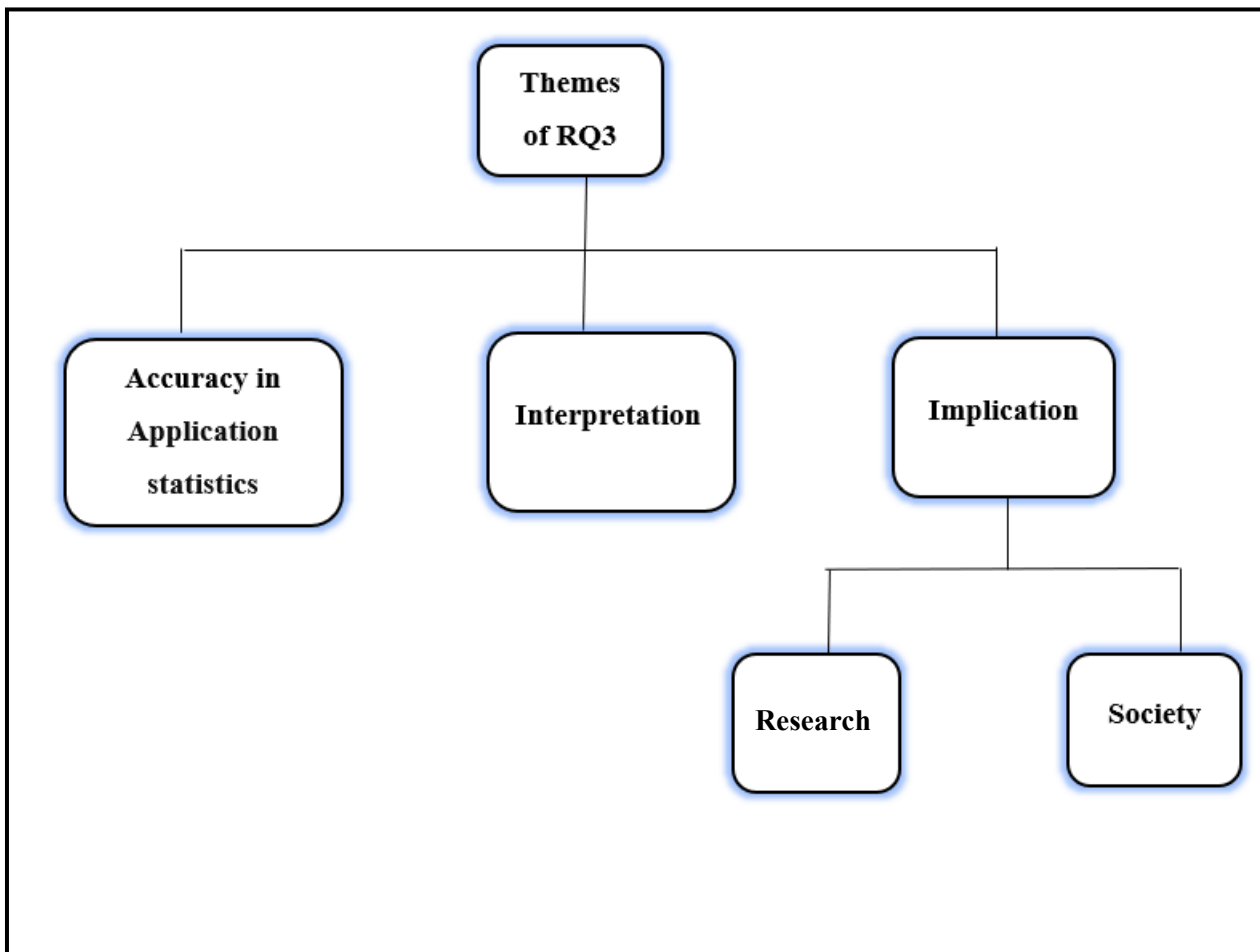 Themes
of RQ3
Accuracy in
Application
statistics
Interpretation
Implication
Research
Society